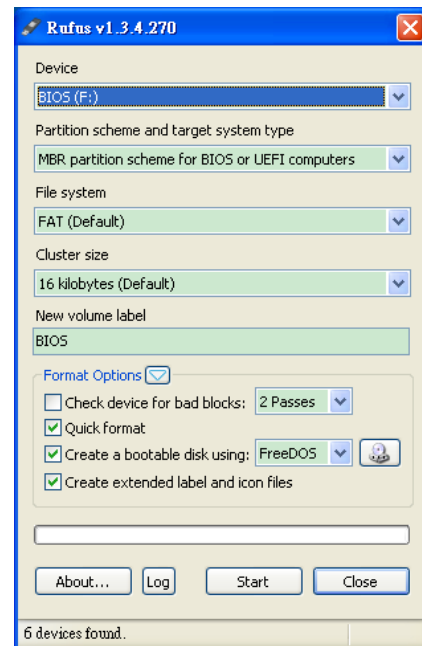 Rufus v1.3.4.270
Device
BIOS (F:)
Partition scheme and target system type
MBR partition scheme for BIOS or UEFI computers
File system
FAT (Default)
Cluster size
16 kilobytes (Default)
New volume label
BIOS
Format Options
Check device for bad blocks: 2 Passes
Quick format
Create a bootable disk using: FreeDOS
Create extended label and icon files
About... Log Start Close
6 devices found.